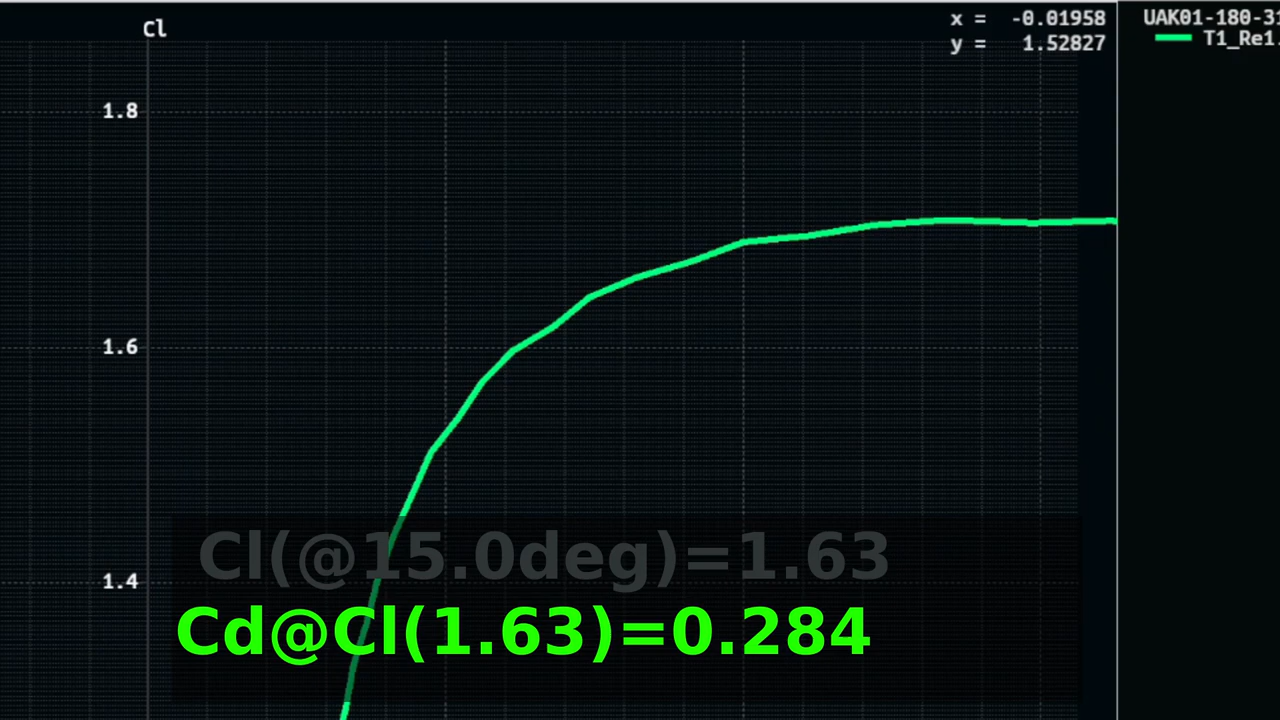 Cl
x = -0.01958
y = 1.52827
UAK01-180-31
T1_Re1.
1.8
1.6
1.4
Cl(@15.0deg)=1.63
Cd@Cl(1.63)=0.284